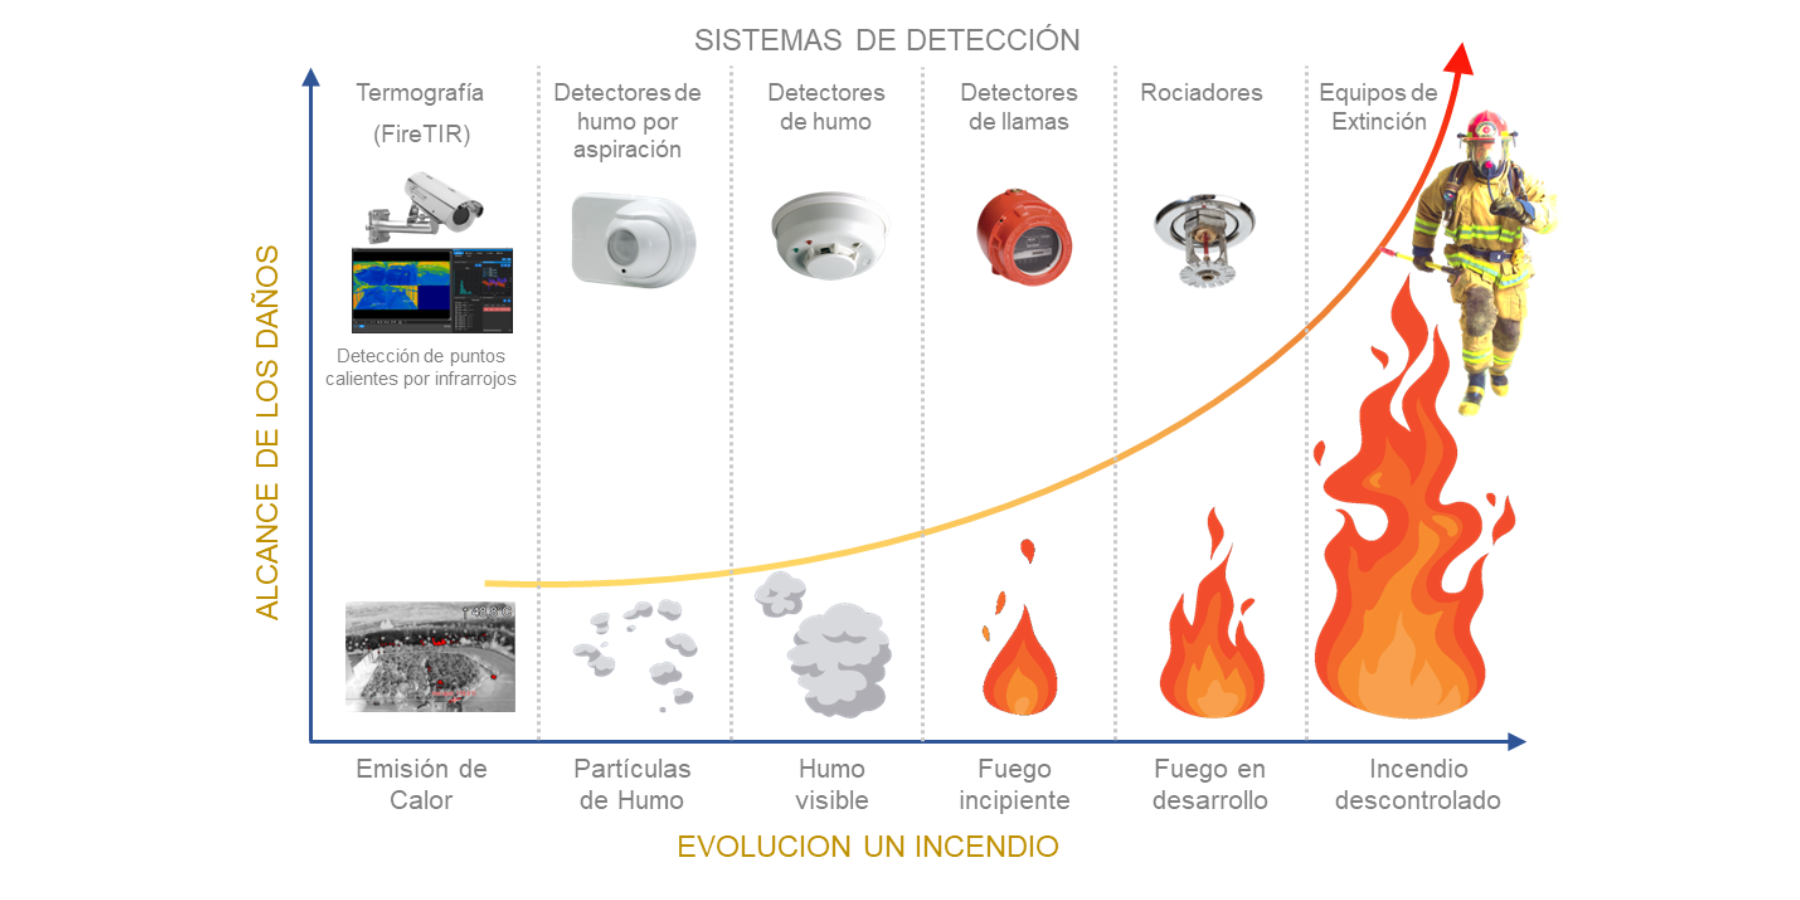 SISTEMAS DE DETECCIÓN
Termografía
(FireTIR)
Detección de puntos
calientes por infrarrojos
Detectores de
humo por
aspiración
Detectores
de humo
Detectores
de llamas
Rociadores
Equipos de
Extinción
ALCANCE DE LOS DAÑOS
Emisión de
Calor
Partículas
de Humo
Humo
visible
Fuego
incipiente
Fuego en
desarrollo
Incendio
descontrolado
EVOLUCION UN INCENDIO